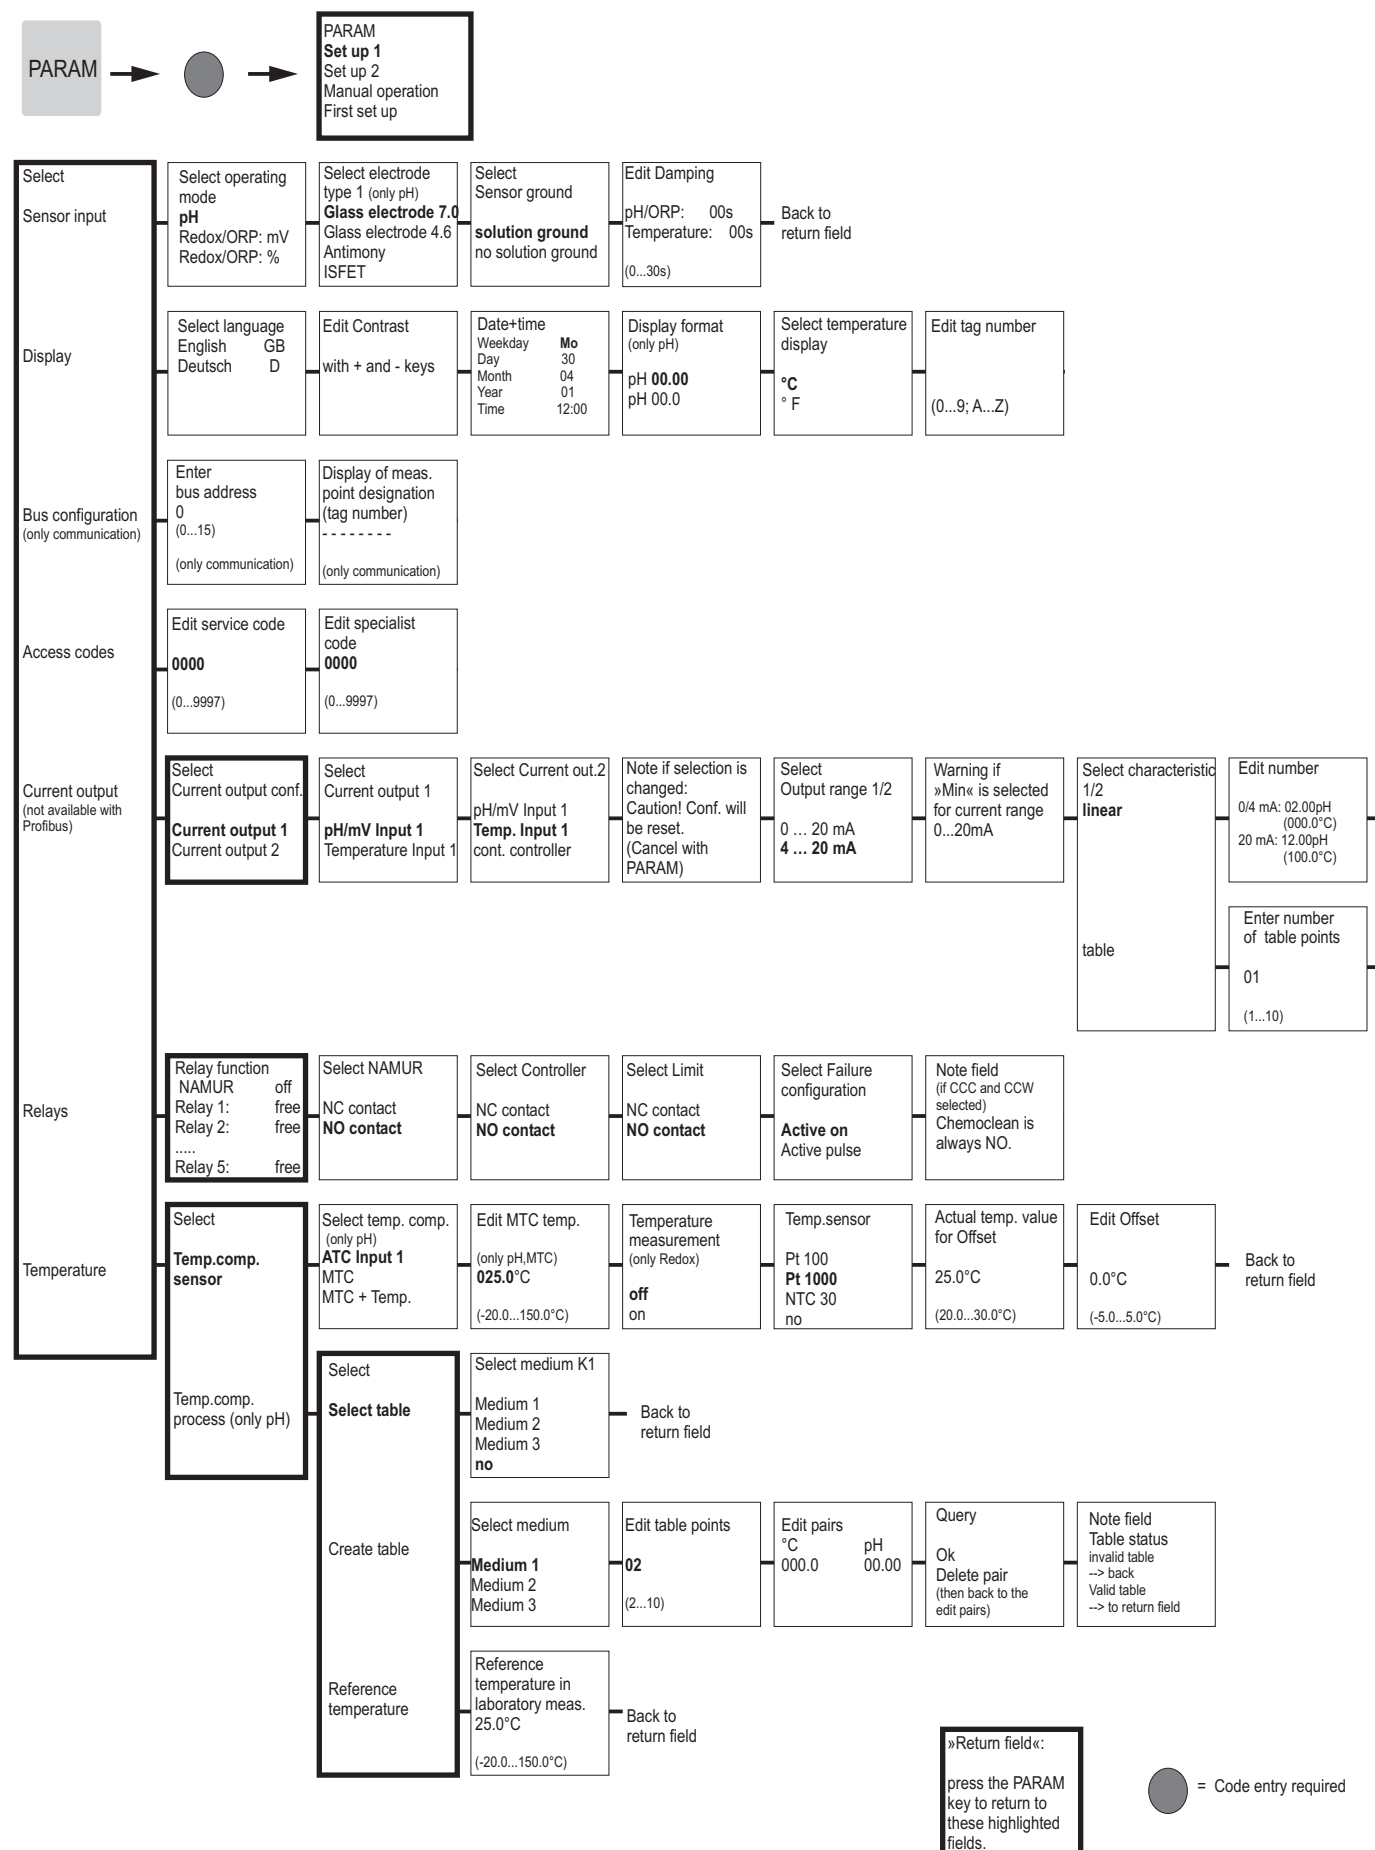 PARAM
PARAM
Set up 1
Set up 2
Manual operation
First set up
Select
Sensor input
Select operating
mode
pH
Redox/ORP: mV
Redox/ORP: %
Select electrode
type 1 (only pH)
Glass electrode 7.0
Glass electrode 4.6
Antimony
ISFET
Select
Sensor ground
solution ground
no solution ground
Edit Damping
pH/ORP: 00s
Temperature: 00s
(0...30s)
Back to
return field
Display
Select language
English GB
Deutsch D
Edit Contrast
with + and - keys
Date+time
Weekday Mo
Day 30
Month 04
Year 01
Time 12:00
Display format
(only pH)
pH 00.00
pH 00.0
Select temperature
display
°C
° F
Edit tag number
(0...9; A...Z)
Bus configuration
(only communication)
Enter
bus address
0
(0...15)
(only communication)
Display of meas.
point designation
(tag number)
- - - - - - - -
(only communication)
Access codes
Edit service code
0000
(0...9997)
Edit specialist
code
0000
(0...9997)
Current output
(not available with
Profibus)
Select
Current output conf.
Current output 1
Current output 2
Select
Current output 1
pH/mV Input 1
Temperature Input 1
Select Current out.2
pH/mV Input 1
Temp. Input 1
cont. controller
Note if selection is
changed:
Caution! Conf. will
be reset.
(Cancel with
PARAM)
Select
Output range 1/2
0 … 20 mA
4 … 20 mA
Warning if
»Min« is selected
for current range
0...20mA
Select characteristic
1/2
linear
table
Edit number
0/4 mA: 02.00pH
(000.0°C)
20 mA: 12.00pH
(100.0°C)
Enter number
of table points
01
(1...10)
Relays
Relay function
NAMUR off
Relay 1: free
Relay 2: free
.....
Relay 5: free
Select NAMUR
NC contact
NO contact
Select Controller
NC contact
NO contact
Select Limit
NC contact
NO contact
Select Failure
configuration
Active on
Active pulse
Note field
(if CCC and CCW
selected)
Chemoclean is
always NO.
Temperature
Select
Temp.comp.
sensor
Temp.comp.
process (only pH)
Select temp. comp.
(only pH)
ATC Input 1
MTC
MTC + Temp.
Edit MTC temp.
(only pH,MTC)
025.0°C
(-20.0...150.0°C)
Temperature
measurement
(only Redox)
off
on
Temp.sensor
Pt 100
Pt 1000
NTC 30
no
Actual temp. value
for Offset
25.0°C
(20.0...30.0°C)
Edit Offset
0.0°C
(-5.0...5.0°C)
Back to
return field
Select
Select table
Select medium K1
Medium 1
Medium 2
Medium 3
no
Back to
return field
Create table
Select medium
Medium 1
Medium 2
Medium 3
Edit table points
02
(2...10)
Edit pairs
°C pH
000.0 00.00
Query
Ok
Delete pair
(then back to the
edit pairs)
Note field
Table status
invalid table
--> back
Valid table
--> to return field
Reference
temperature
Reference
temperature in
laboratory meas.
25.0°C
(-20.0...150.0°C)
Back to
return field
»Return field«:
press the PARAM
key to return to
these highlighted
fields.
= Code entry required